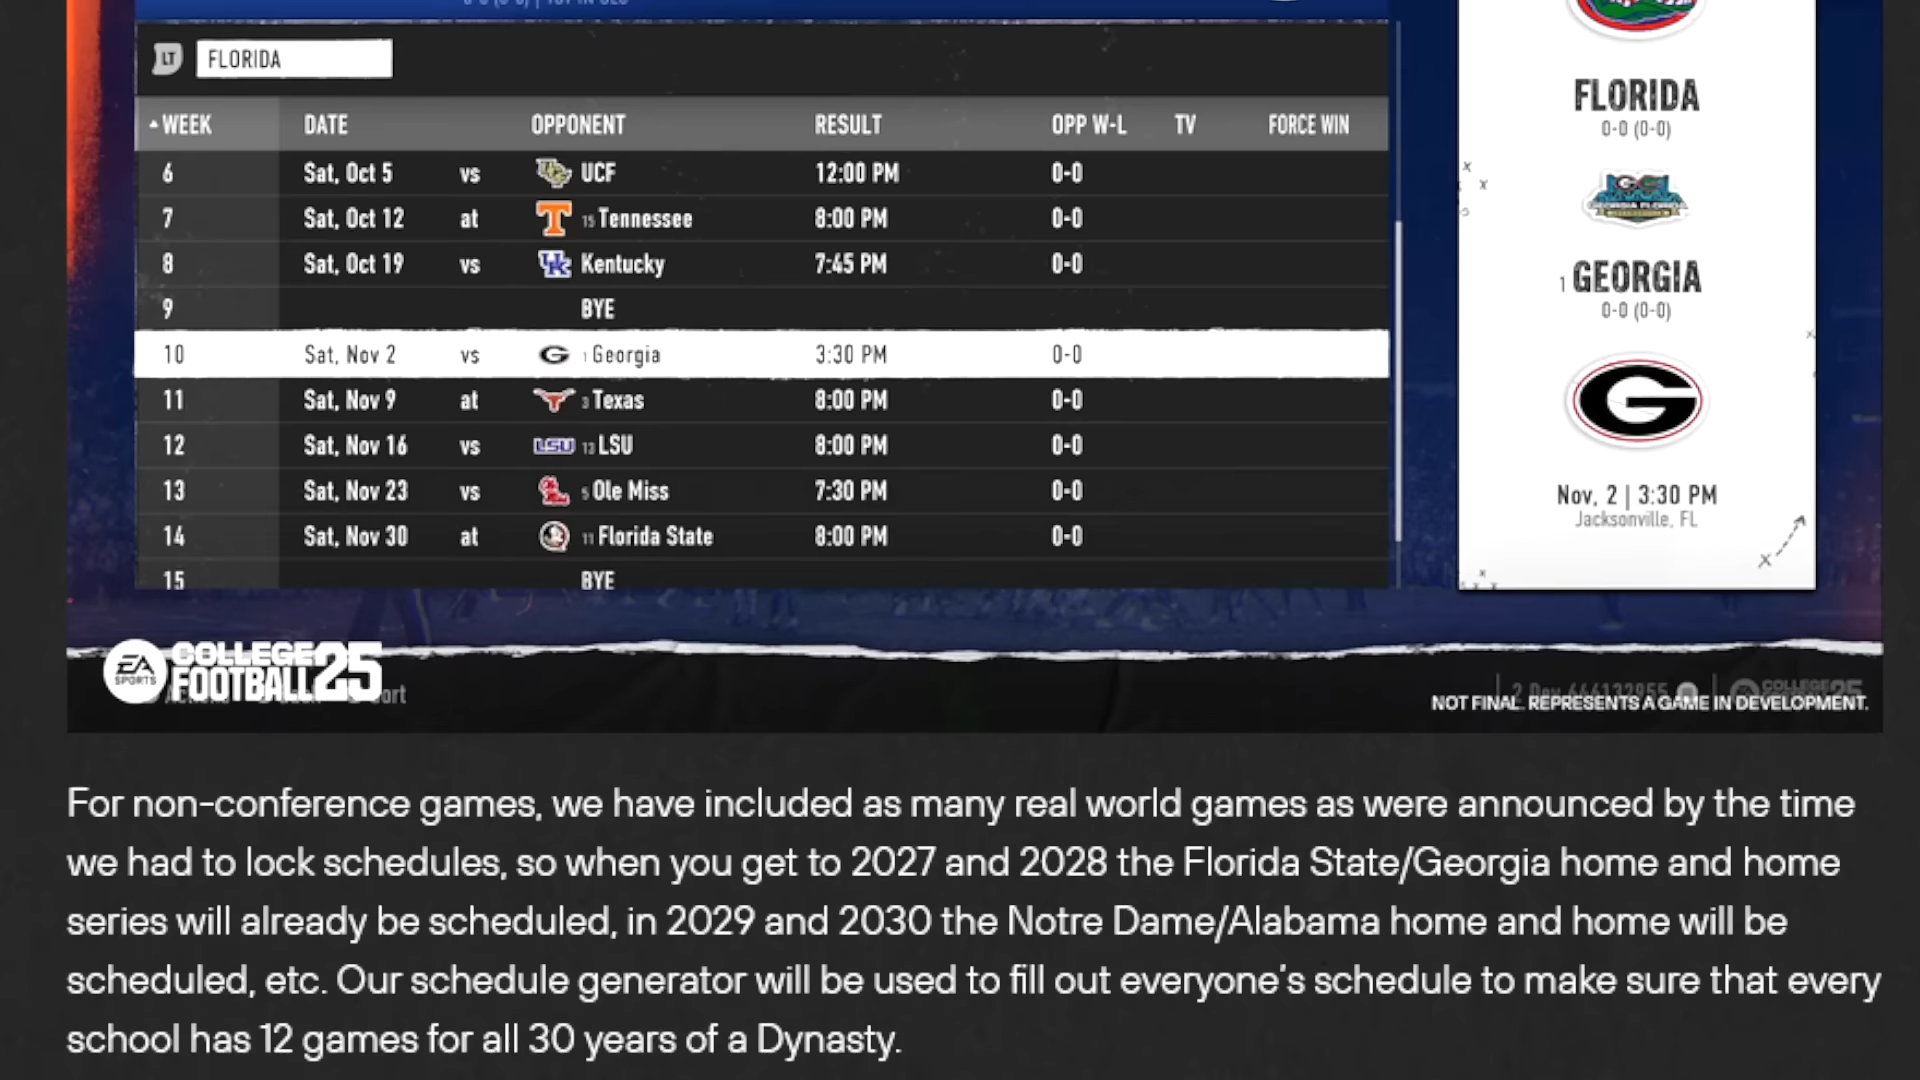 LT FLORIDA
WEEK DATE OPPONENT RESULT OPP W-L TV FORCE WIN
6 Sat, Oct 5 vs UCF 12:00 PM 0-0
7 Sat, Oct 12 at 15 Tennessee 8:00 PM 0-0
8 Sat, Oct 19 vs Kentucky 7:45 PM 0-0
9 BYE
10 Sat, Nov 2 vs G 1 Georgia 3:30 PM 0-0
11 Sat, Nov 9 at 3 Texas 8:00 PM 0-0
12 Sat, Nov 16 vs LSU 13 LSU 8:00 PM 0-0
13 Sat, Nov 23 vs 5 Ole Miss 7:30 PM 0-0
14 Sat, Nov 30 at 11 Florida State 8:00 PM 0-0
15 BYE
FLORIDA
0-0 (0-0)
GEORGIA FLORIDA
1 GEORGIA
0-0 (0-0)
G
Nov, 2 | 3:30 PM
Jacksonville, FL
EA SPORTS
COLLEGE
FOOTBALL 25
COLLEGE 25
NOT FINAL. REPRESENTS A GAME IN DEVELOPMENT.
For non-conference games, we have included as many real world games as were announced by the time
we had to lock schedules, so when you get to 2027 and 2028 the Florida State/Georgia home and home
series will already be scheduled, in 2029 and 2030 the Notre Dame/Alabama home and home will be
scheduled, etc. Our schedule generator will be used to fill out everyone's schedule to make sure that every
school has 12 games for all 30 years of a Dynasty.